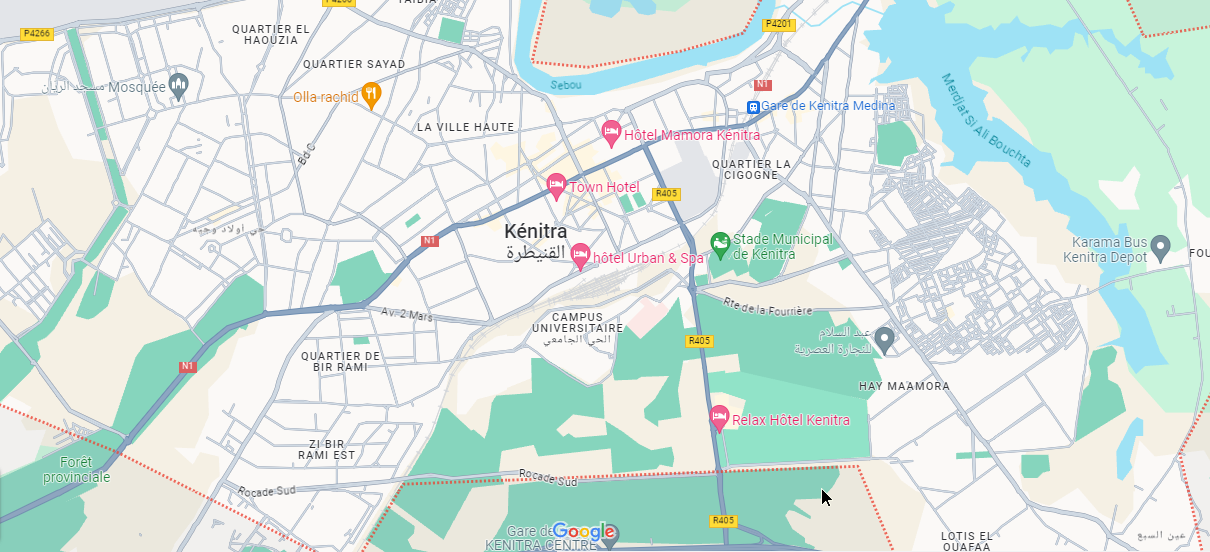 TAIBIA
P4266
P4201
QUARTIER EL
HAOUZIA
QUARTIER SAYAD
Mosquée مسجد الريان
Olla rachid
Sebou
N1
Gare de Kenitra Medina
Merdjat Si Ali Bouchta
LA VILLE HAUTE
Hôtel Mamora Kénitra
Bd C
QUARTIER LA
CIGOGNE
Town Hotel
R405
حي اولاد وجيه
N1
Kénitra
القنيطرة
Stade Municipal
de Kénitra
hôtel Urban & Spa
Karama Bus
Kenitra Depot
FOU
Av. 2 Mars
CAMPUS
UNIVERSITAIRE
الحي الجامعي
Rte de la Fourrière
R405
عبد السلام
للنجارة العصرية
QUARTIER DE
BIR RAMI
N1
HAY MAAMORA
Relax Hôtel Kenitra
ZI BIR
RAMI EST
Forêt
provinciale
Rocade Sud
Rocade Sud
R405
Gare de
KENITRA CENTRE
Google
LOTIS EL
OUAFAA
عين السبع